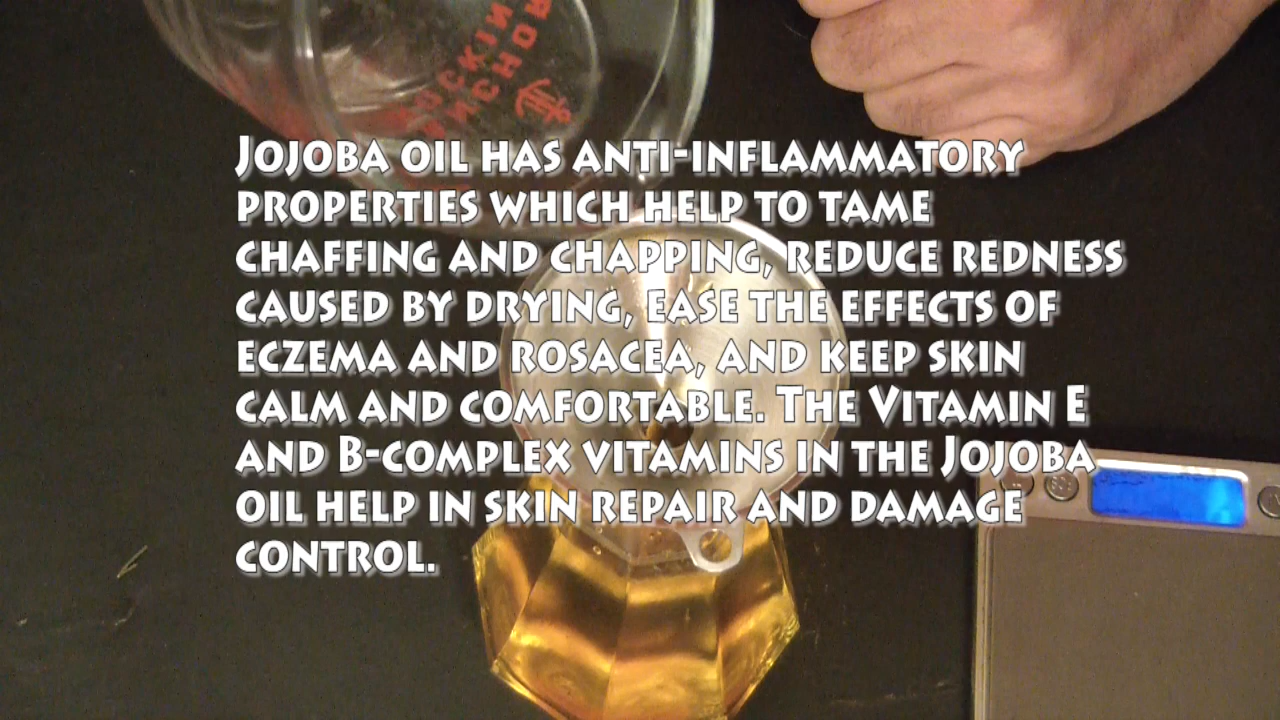 Jojoba oil has anti-inflammatory
properties which help to tame
chaffing and chapping, reduce redness
caused by drying, ease the effects of
eczema and rosacea, and keep skin
calm and comfortable. The Vitamin E
and B-complex vitamins in the Jojoba
oil help in skin repair and damage
control.